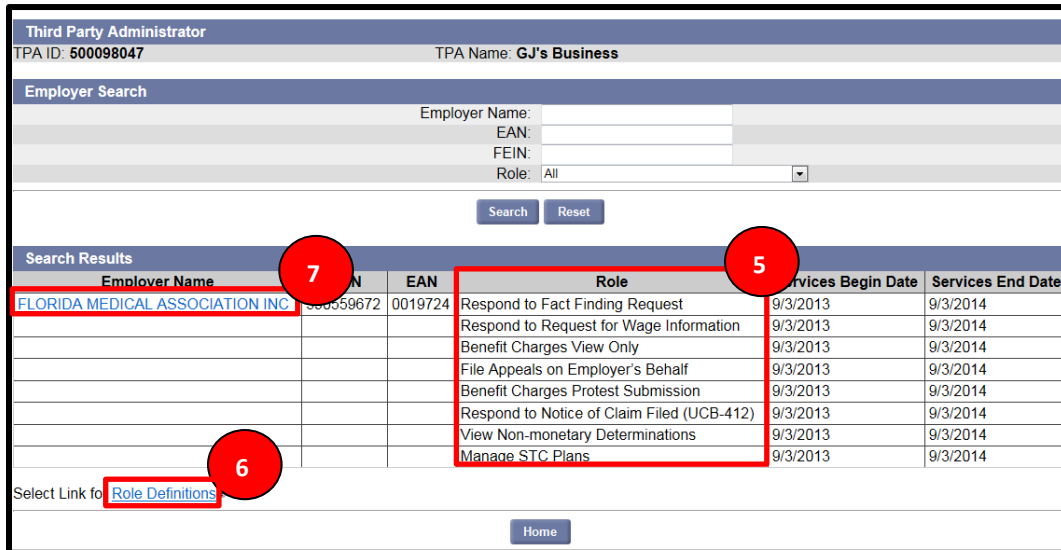 Third Party Administrator
TPA ID: 500098047 TPA Name: GJ's Business
Employer Search
Employer Name:
EAN:
FEIN:
Role: All
Search Reset
Search Results
7
5
Employer Name N EAN Role Services Begin Date Services End Date
FLORIDA MEDICAL ASSOCIATION INC 0019724 Respond to Fact Finding Request 9/3/2013 9/3/2014
Respond to Request for Wage Information 9/3/2013 9/3/2014
Benefit Charges View Only 9/3/2013 9/3/2014
File Appeals on Employer's Behalf 9/3/2013 9/3/2014
Benefit Charges Protest Submission 9/3/2013 9/3/2014
Respond to Notice of Claim Filed (UCB-412) 9/3/2013 9/3/2014
View Non-monetary Determinations 9/3/2013 9/3/2014
Manage STC Plans 9/3/2013 9/3/2014
6
Select Link for Role Definitions
Home